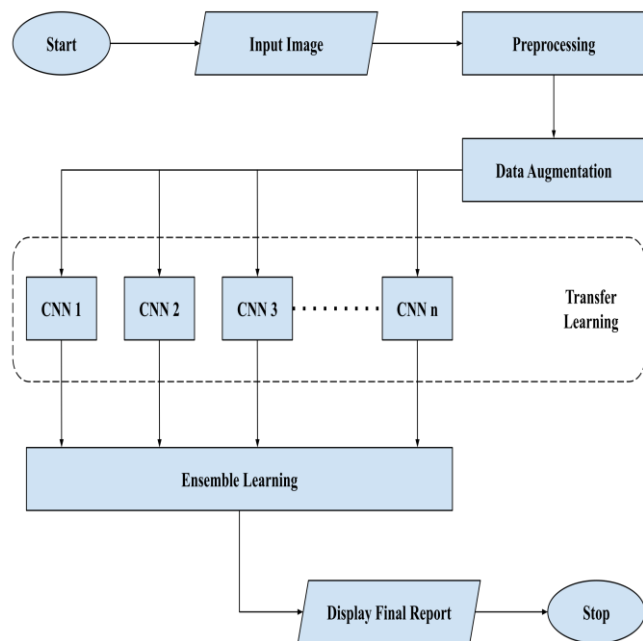 Start
Input Image
Preprocessing
Data Augmentation
CNN 1
CNN 2
CNN 3
CNN n
Transfer
Learning
Ensemble Learning
Display Final Report
Stop